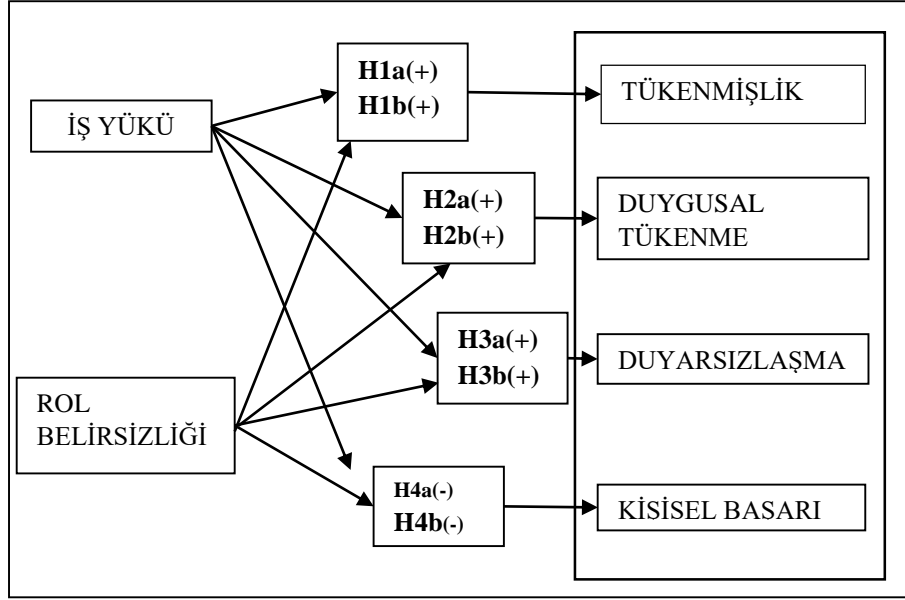 H1a(+)
H1b(+)
TÜKENMİŞLİK
İŞ YÜKÜ
H2a(+)
H2b(+)
DUYGUSAL
TÜKENME
H3a(+)
H3b(+)
DUYARSIZLAŞMA
ROL
BELİRSİZLİĞİ
H4a(-)
H4b(-)
KİSİSEL BASARI